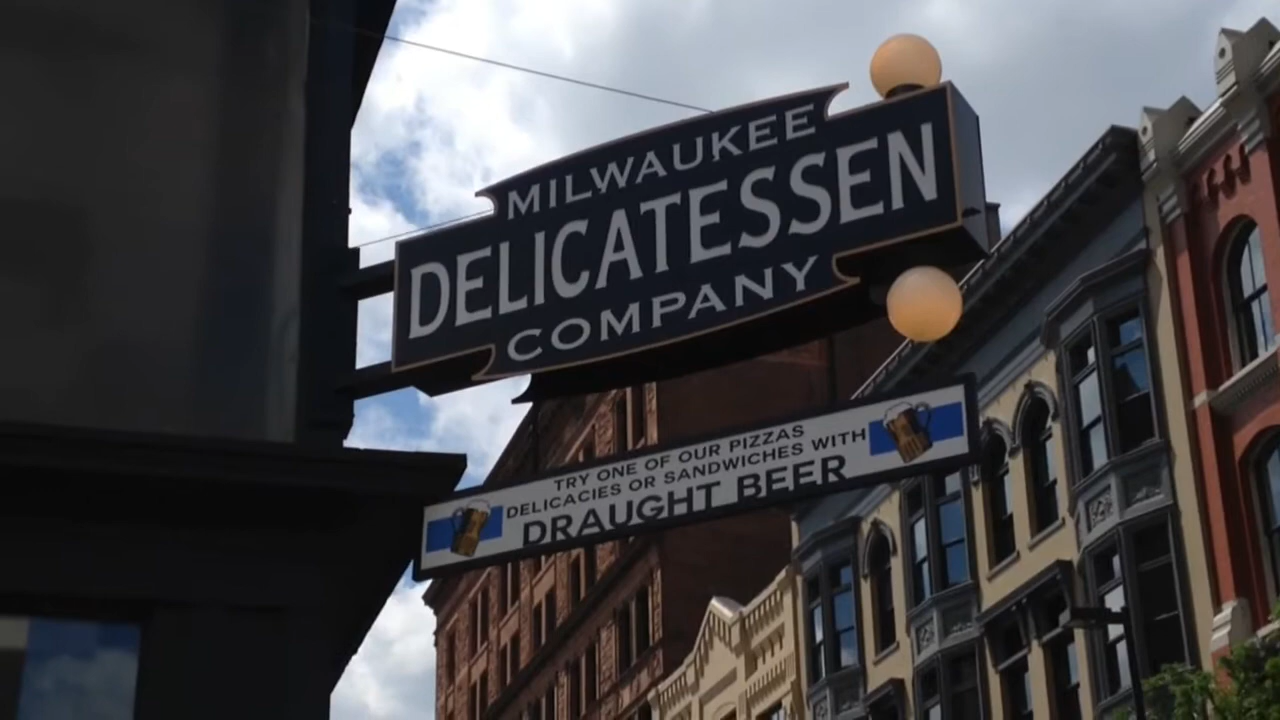 MILWAUKEE
DELICATESSEN
COMPANY
TRY ONE OF OUR PIZZAS
DELICACIES OR SANDWICHES WITH
DRAUGHT BEER